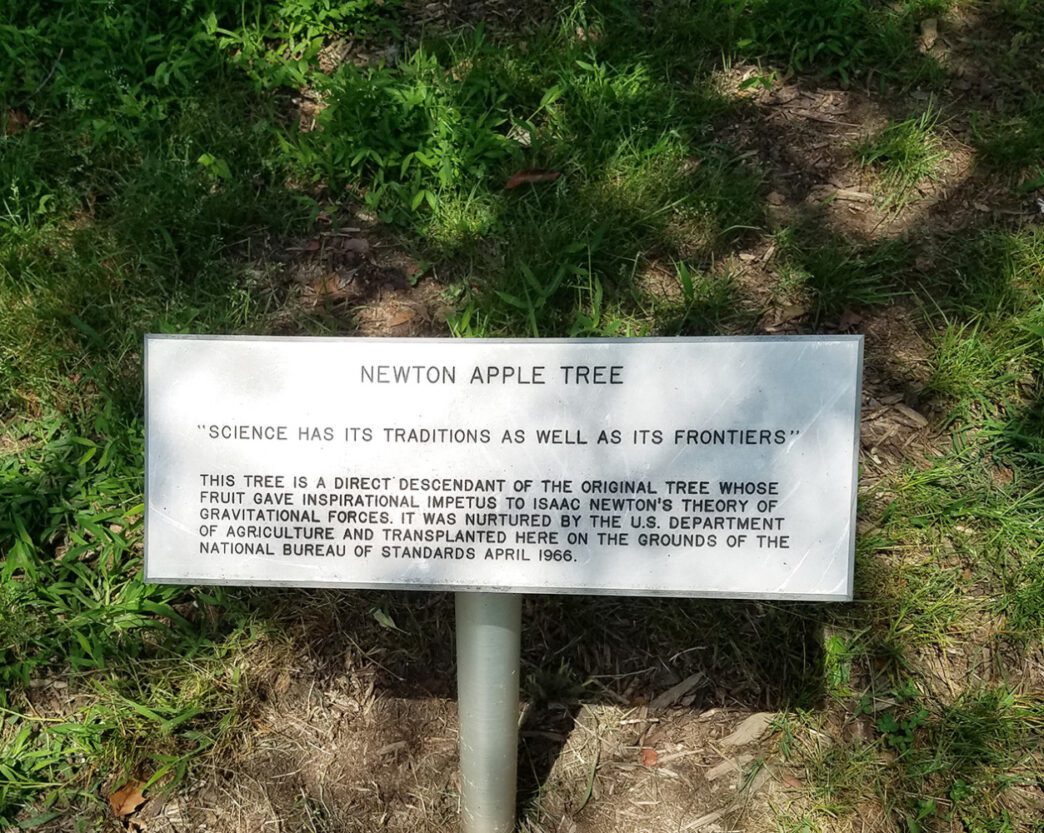 NEWTON APPLE TREE
"SCIENCE HAS ITS TRADITIONS AS WELL AS ITS FRONTIERS"
THIS TREE IS A DIRECT DESCENDANT OF THE ORIGINAL TREE WHOSE
FRUIT GAVE INSPIRATIONAL IMPETUS TO ISAAC NEWTON'S THEORY OF
GRAVITATIONAL FORCES. IT WAS NURTURED BY THE U.S. DEPARTMENT
OF AGRICULTURE AND TRANSPLANTED HERE ON THE GROUNDS OF THE
NATIONAL BUREAU OF STANDARDS APRIL 1966.